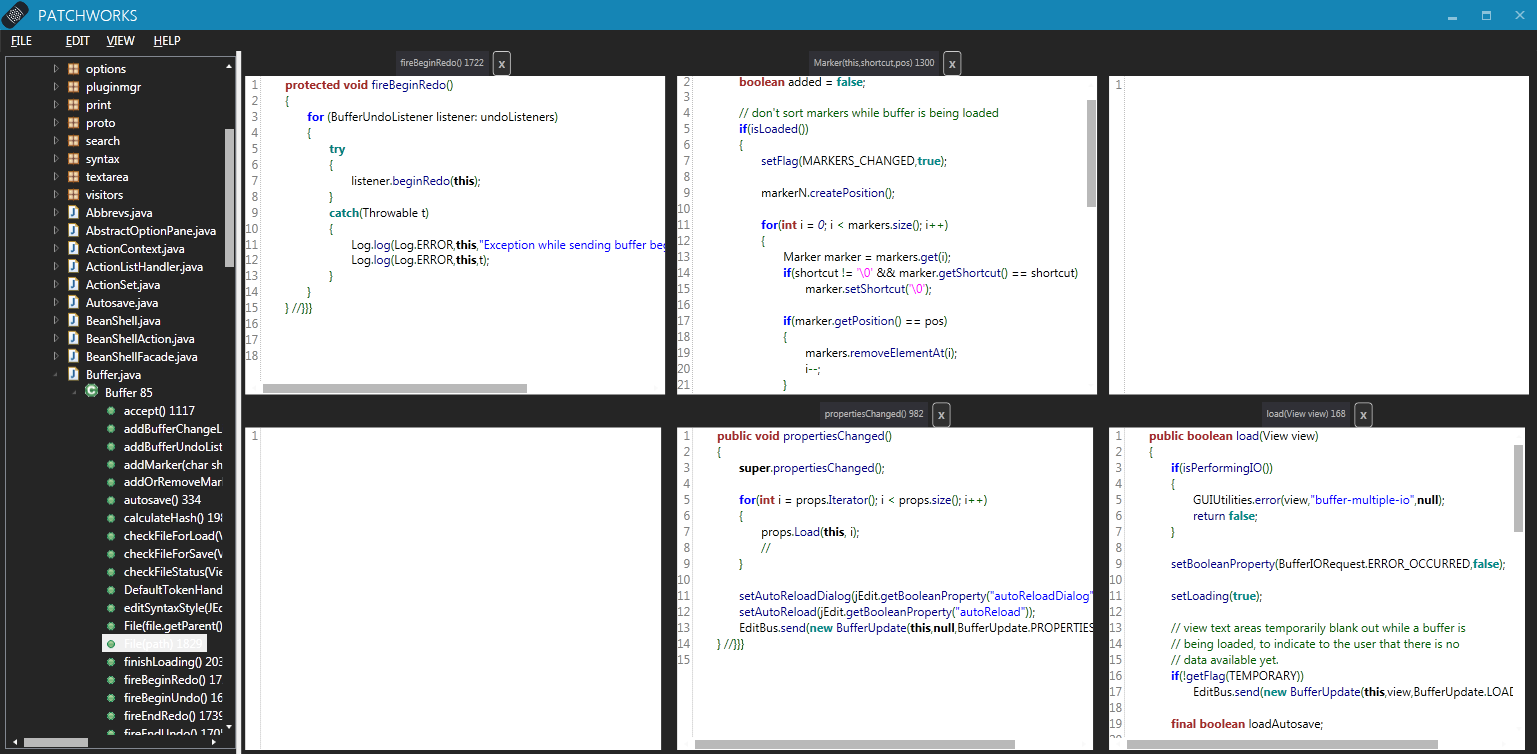 PATCHWORKS
FILE EDIT VIEW HELP
options
pluginmgr
print
proto
search
syntax
textarea
visitors
Abbrevs.java
AbstractOptionPane.java
ActionContext.java
ActionListHandler.java
ActionSet.java
Autosave.java
BeanShell.java
BeanShellAction.java
BeanShellFacade.java
Buffer.java
Buffer 85
accept() 1117
addBufferChangeL
addBufferUndoList
addMarker(char sh
addOrRemoveMar
autosave() 334
calculateHash() 198
checkFileForLoad(V
checkFileForSave(V
checkFileStatus(Vie
DefaultTokenHand
editSyntaxStyle(JEd
File(file.getParent()
File(path) 1829
finishLoading() 203
fireBeginRedo() 17
fireBeginUndo() 16
fireEndRedo() 1739
fireEndUndo() 170
fireBeginRedo() 1722 x
1 protected void fireBeginRedo()
2 {
3 for (BufferUndoListener listener: undoListeners)
4 {
5 try
6 {
7 listener.beginRedo(this);
8 }
9 catch(Throwable t)
10 {
11 Log.log(Log.ERROR,this,"Exception while sending buffer beg
12 Log.log(Log.ERROR,this,t);
13 }
14 }
15 } //}}}
16
17
18
Marker(this,shortcut,pos) 1300 x
2 boolean added = false;
3
4 // don't sort markers while buffer is being loaded
5 if(isLoaded())
6 {
7 setFlag(MARKERS_CHANGED,true);
8
9 markerN.createPosition();
10
11 for(int i = 0; i < markers.size(); i++)
12 {
13 Marker marker = markers.get(i);
14 if(shortcut != '\0' && marker.getShortcut() == shortcut)
15 marker.setShortcut('\0');
16
17 if(marker.getPosition() == pos)
18 {
19 markers.removeElementAt(i);
20 i--;
21 }
1
1
propertiesChanged() 982 x
1 public void propertiesChanged()
2 {
3 super.propertiesChanged();
4
5 for(int i = props.Iterator(); i < props.size(); i++)
6 {
7 props.Load(this, i);
8 //
9 }
10
11 setAutoReloadDialog(jEdit.getBooleanProperty("autoReloadDialog"
12 setAutoReload(jEdit.getBooleanProperty("autoReload"));
13 EditBus.send(new BufferUpdate(this,null,BufferUpdate.PROPERTIES
14 } //}}}
15
load(View view) 168 x
1 public boolean load(View view)
2 {
3 if(isPerformingIO())
4 {
5 GUIUtilities.error(view,"buffer-multiple-io",null);
6 return false;
7 }
8
9 setBooleanProperty(BufferIORequest.ERROR_OCCURRED,false);
10
11 setLoading(true);
12
13 // view text areas temporarily blank out while a buffer is
14 // being loaded, to indicate to the user that there is no
15 // data available yet.
16 if(!getFlag(TEMPORARY))
17 EditBus.send(new BufferUpdate(this,view,BufferUpdate.LOAD
18
19 final boolean loadAutosave;
20